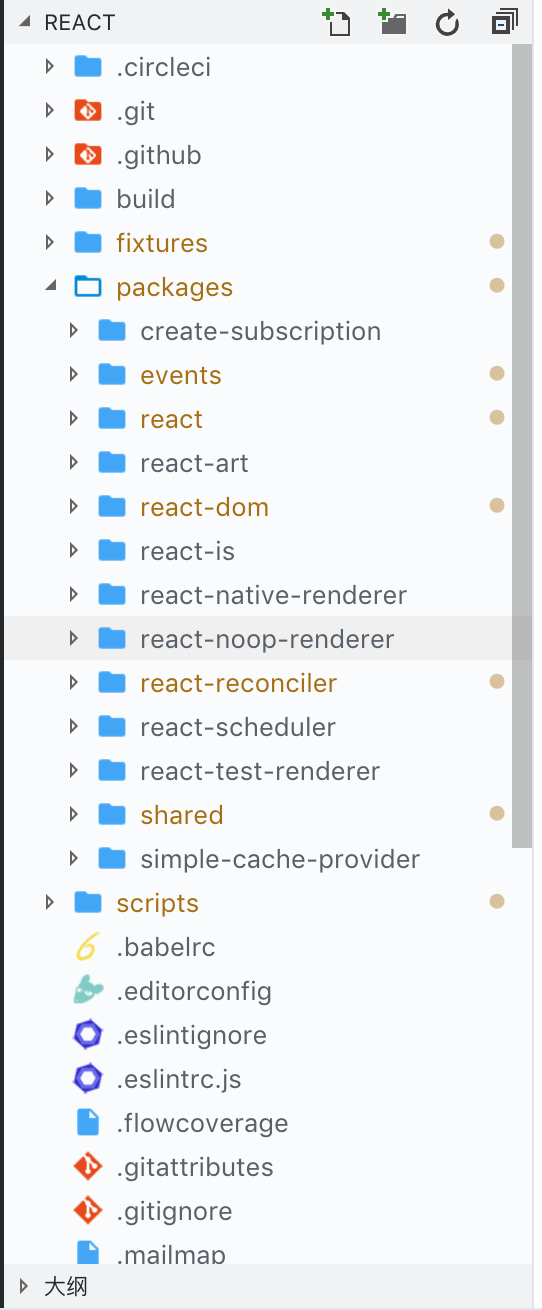 REACT
.circleci
.git
.github
build
fixtures
packages
create-subscription
events
react
react-art
react-dom
react-is
react-native-renderer
react-noop-renderer
react-reconciler
react-scheduler
react-test-renderer
shared
simple-cache-provider
scripts
.babelrc
.editorconfig
.eslintignore
.eslintrc.js
.flowcoverage
.gitattributes
.gitignore
.mailmap
大纲